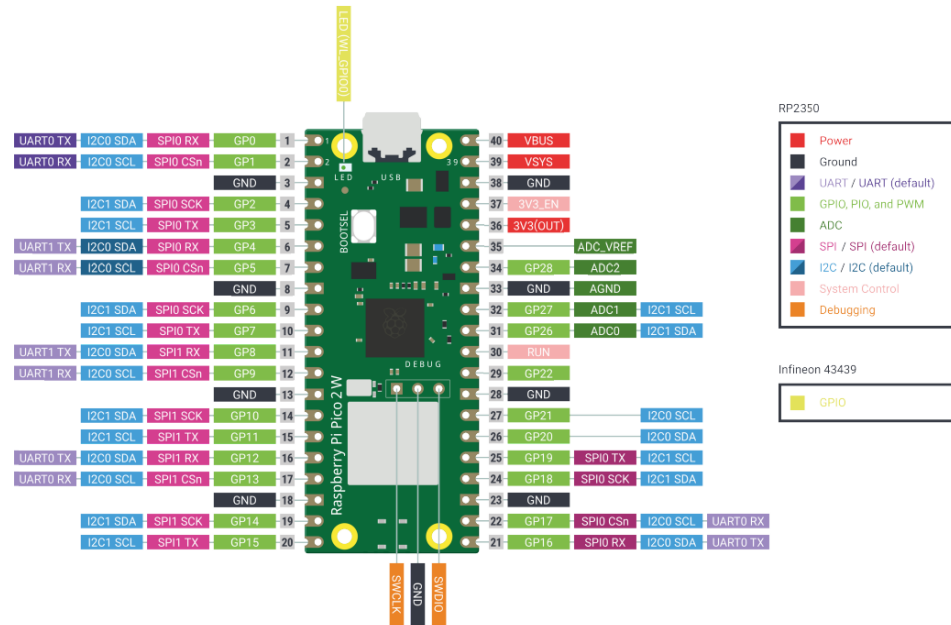 LED (WL_GPIO0)
UART0 TX I2C0 SDA SPI0 RX GP0 1 1 40 VBUS
UART0 RX I2C0 SCL SPI0 CSn GP1 2 2 39 39 VSYS
GND 3 LED USB 38 GND
I2C1 SDA SPI0 SCK GP2 4 37 3V3_EN
I2C1 SCL SPI0 TX GP3 5 36 3V3(OUT)
BOOTSEL
UART1 TX I2C0 SDA SPI0 RX GP4 6 35 ADC_VREF
UART1 RX I2C0 SCL SPI0 CSn GP5 7 34 GP28 ADC2
GND 8 33 GND AGND
I2C1 SDA SPI0 SCK GP6 9 32 GP27 ADC1 I2C1 SCL
I2C1 SCL SPI0 TX GP7 10 31 GP26 ADC0 I2C1 SDA
UART1 TX I2C0 SDA SPI1 RX GP8 11 30 RUN
DEBUG
UART1 RX I2C0 SCL SPI1 CSn GP9 12 29 GP22
GND 13 28 GND
I2C1 SDA SPI1 SCK GP10 14 27 GP21 I2C0 SCL
I2C1 SCL SPI1 TX GP11 15 26 GP20 I2C0 SDA
UART0 TX I2C0 SDA SPI1 RX GP12 16 25 GP19 SPI0 TX I2C1 SCL
UART0 RX I2C0 SCL SPI1 CSn GP13 17 24 GP18 SPI0 SCK I2C1 SDA
GND 18 23 GND
I2C1 SDA SPI1 SCK GP14 19 22 GP17 SPI0 CSn I2C0 SCL UART0 RX
I2C1 SCL SPI1 TX GP15 20 21 GP16 SPI0 RX I2C0 SDA UART0 TX
Raspberry Pi Pico 2 W
SWCLK
GND
SWDIO
RP2350
Power
Ground
UART / UART (default)
GPIO, PIO, and PWM
ADC
SPI / SPI (default)
I2C / I2C (default)
System Control
Debugging
Infineon 43439
GPIO